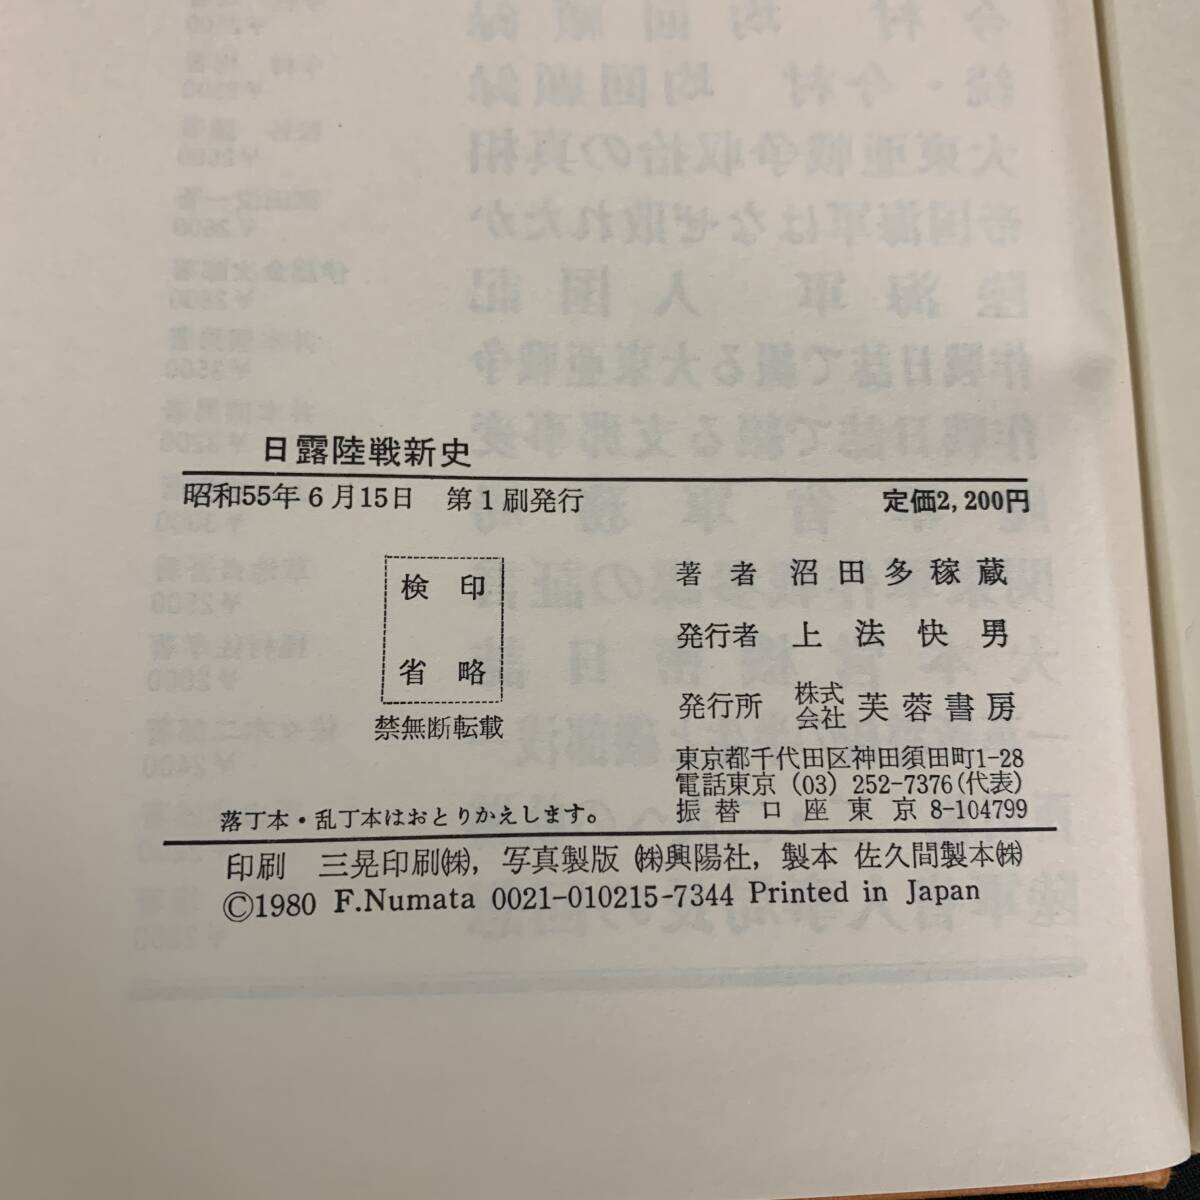 日露陸戦新史
昭和55年6月15日 第1刷発行 定価2,200円
検印
省略
禁無断転載
著者 沼田多稼蔵
発行者 上法快男
発行所 株式会社 芙蓉書房
東京都千代田区神田須田町1-28
電話東京 (03) 252-7376(代表)
振替口座東京 8-104799
落丁本・乱丁本はおとりかえします。
印刷 三晃印刷㈱, 写真製版 ㈱興陽社, 製本 佐久間製本㈱
©1980 F.Numata 0021-010215-7344 Printed in Japan